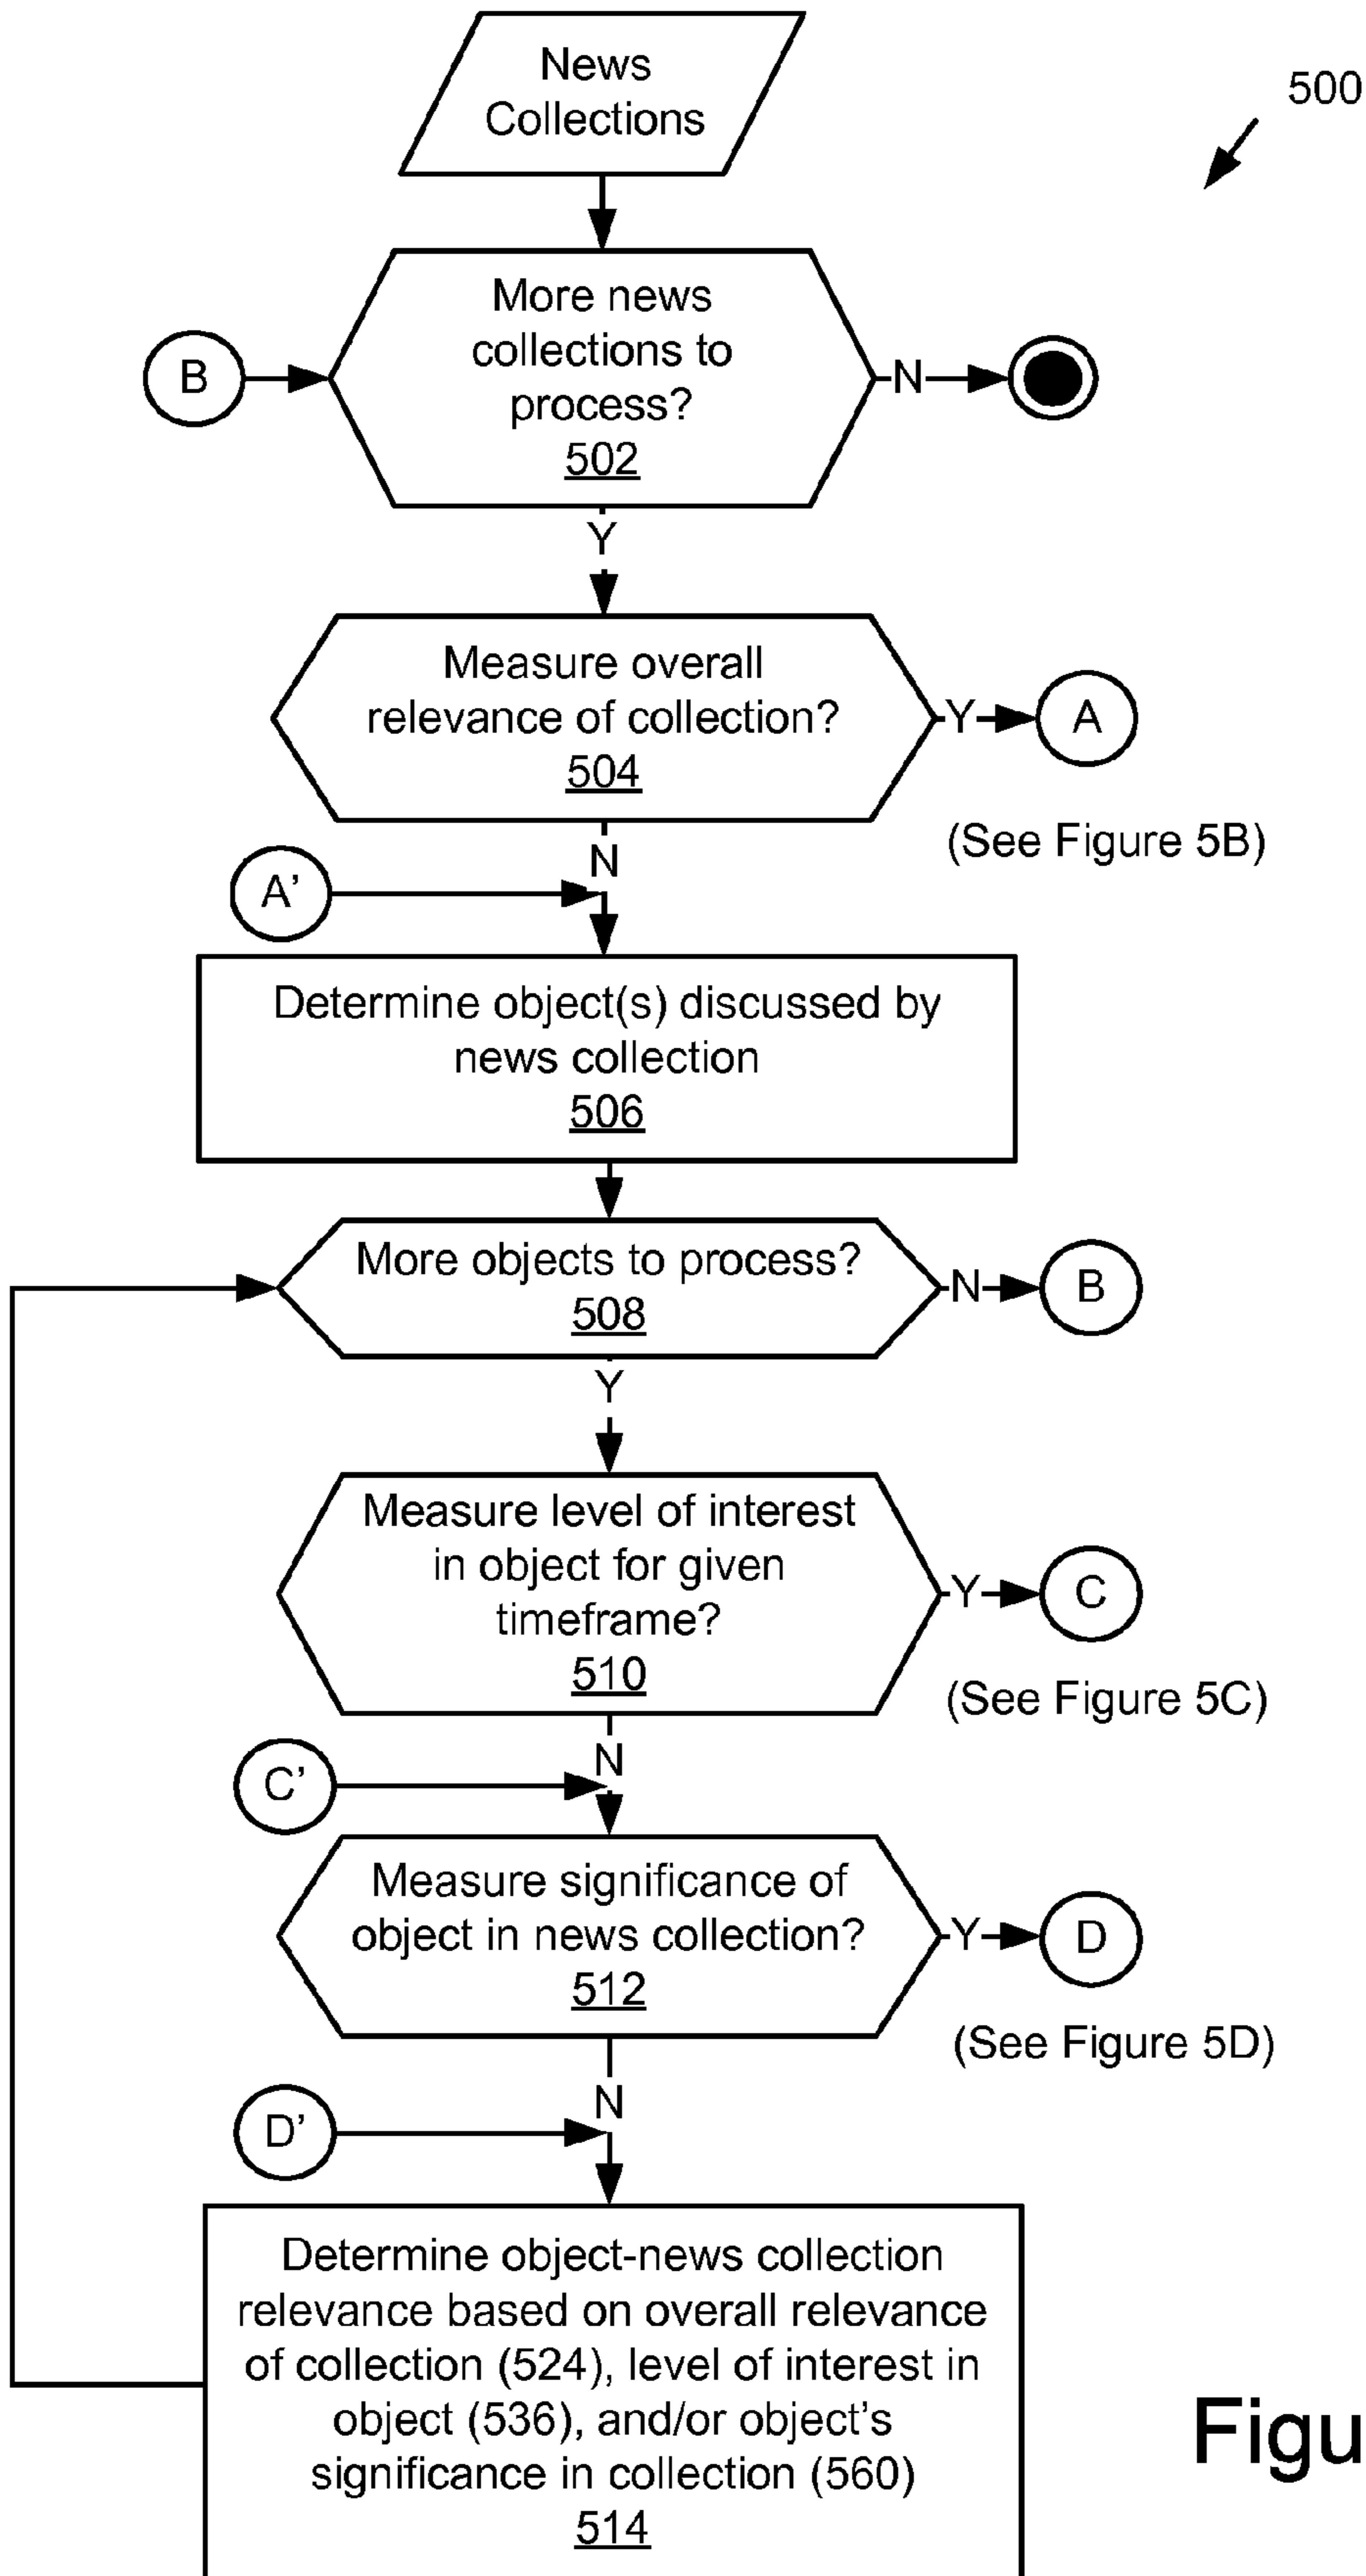 News
Collections
500
More news
collections to
process?
502
B
N
Y
Measure overall
relevance of collection?
504
Y
A
(See Figure 5B)
N
A’
Determine object(s) discussed by
news collection
506
More objects to process?
508
N
B
Y
Measure level of interest
in object for given
timeframe?
510
Y
C
(See Figure 5C)
N
C’
Measure significance of
object in news collection?
512
Y
D
(See Figure 5D)
N
D’
Determine object-news collection
relevance based on overall relevance
of collection (524), level of interest in
object (536), and/or object’s
significance in collection (560)
514
Figu